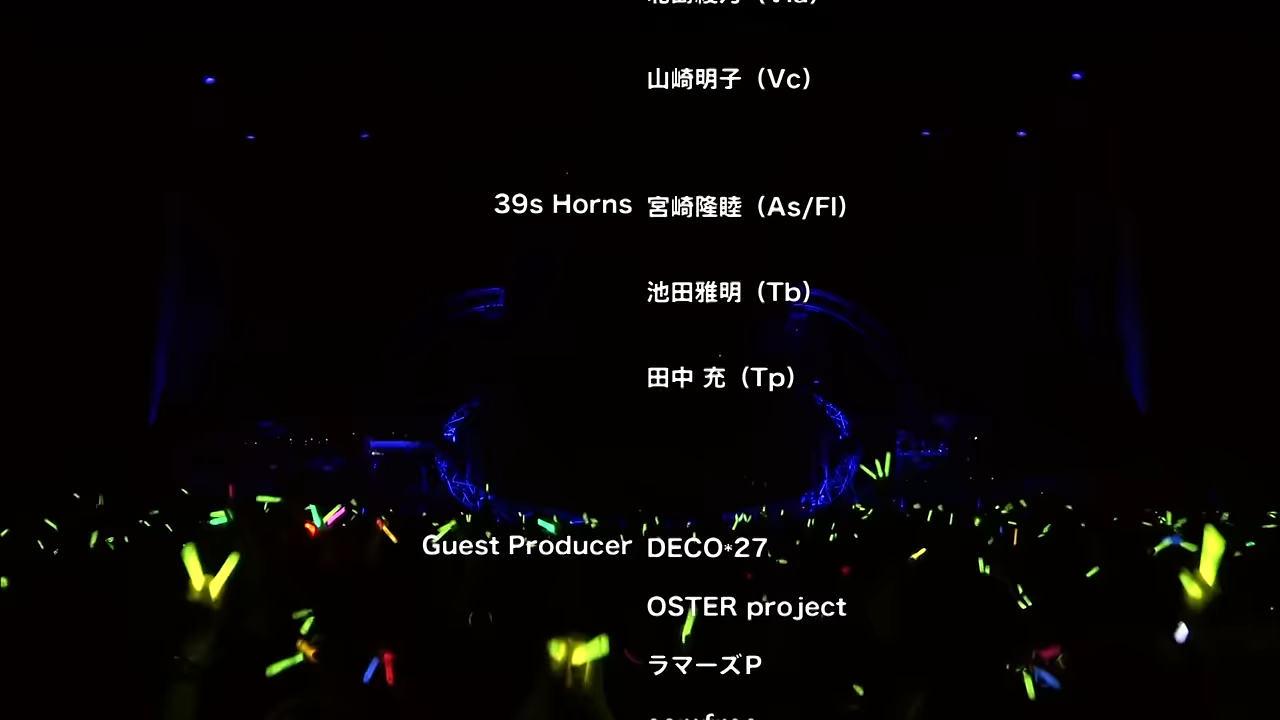 山崎明子（Vc）
39s Horns 宮崎隆睦（As/Fl）
池田雅明（Tb）
田中 充（Tp）
Guest Producer DECO*27
OSTER project
ラマーズP